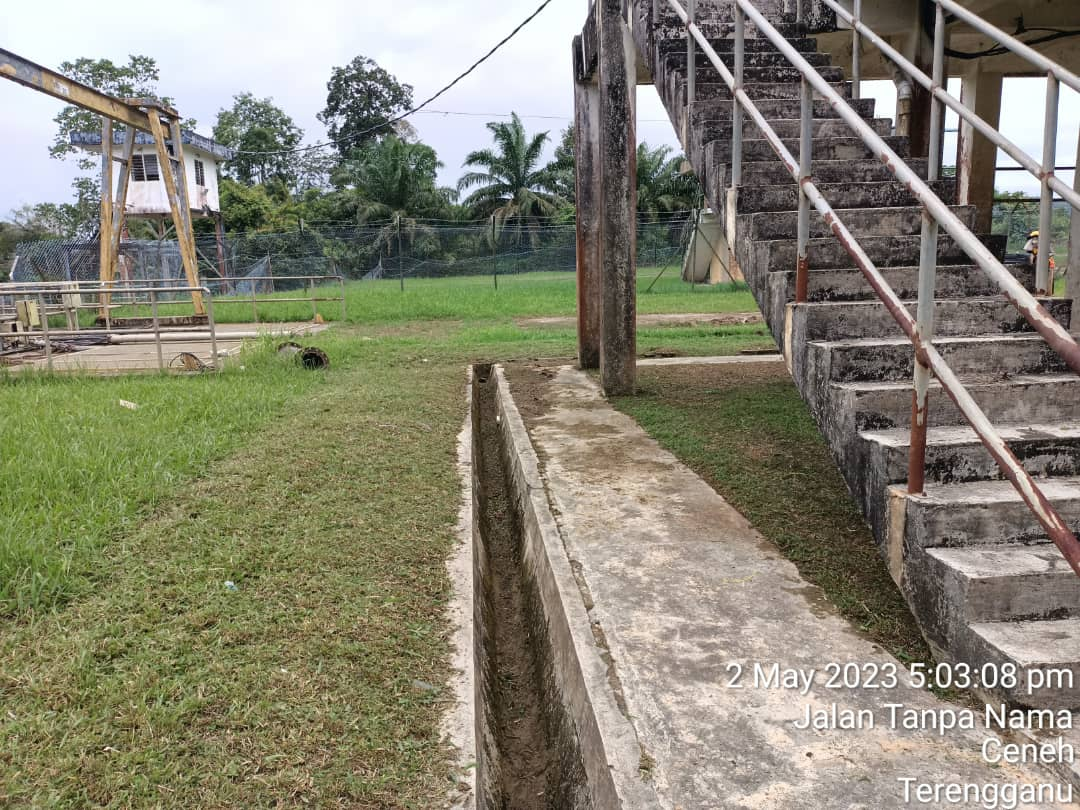 2 May 2023 5:03:08 pm
Jalan Tanpa Nama
Ceneh
Terengganu